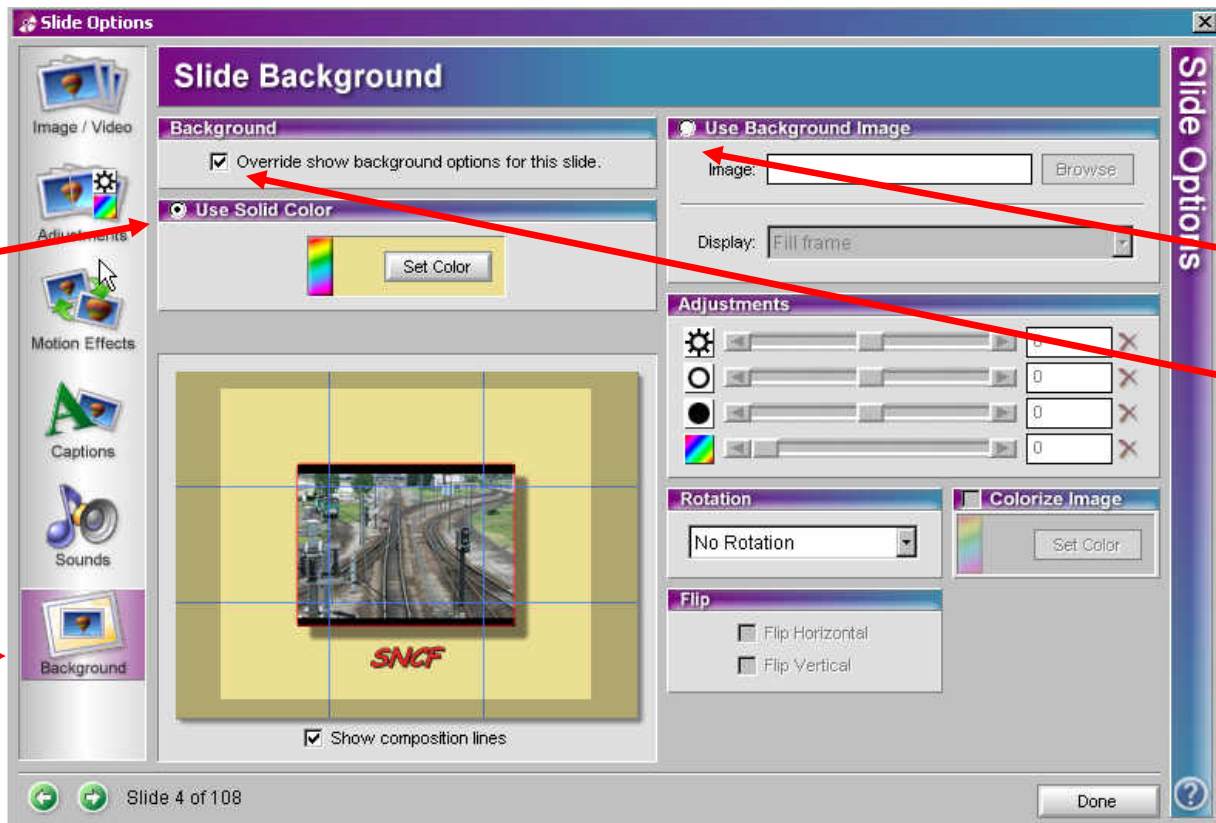 Slide Options
Slide Background
Image / Video
Adjustments
Motion Effects
Captions
Sounds
Background
Background
Override show background options for this slide.
Use Solid Color
Set Color
SNCF
Show composition lines
Use Background Image
Image:
Browse
Display:
Fill frame
Adjustments
0
0
0
0
Rotation
No Rotation
Colorize Image
Set Color
Flip
Flip Horizontal
Flip Vertical
Slide Options
Slide 4 of 108
Done
?